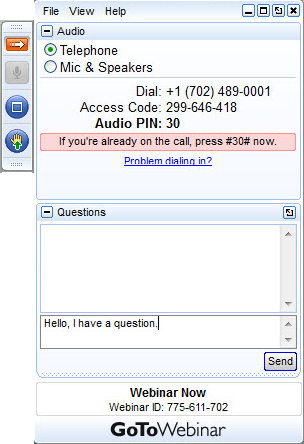 File View Help
Audio
Telephone
Mic & Speakers
Dial: +1 (702) 489-0001
Access Code: 299-646-418
Audio PIN: 30
If you're already on the call, press #30# now.
Problem dialing in?
Questions
Hello, I have a question.
Send
Webinar Now
Webinar ID: 775-611-702
GoToWebinar